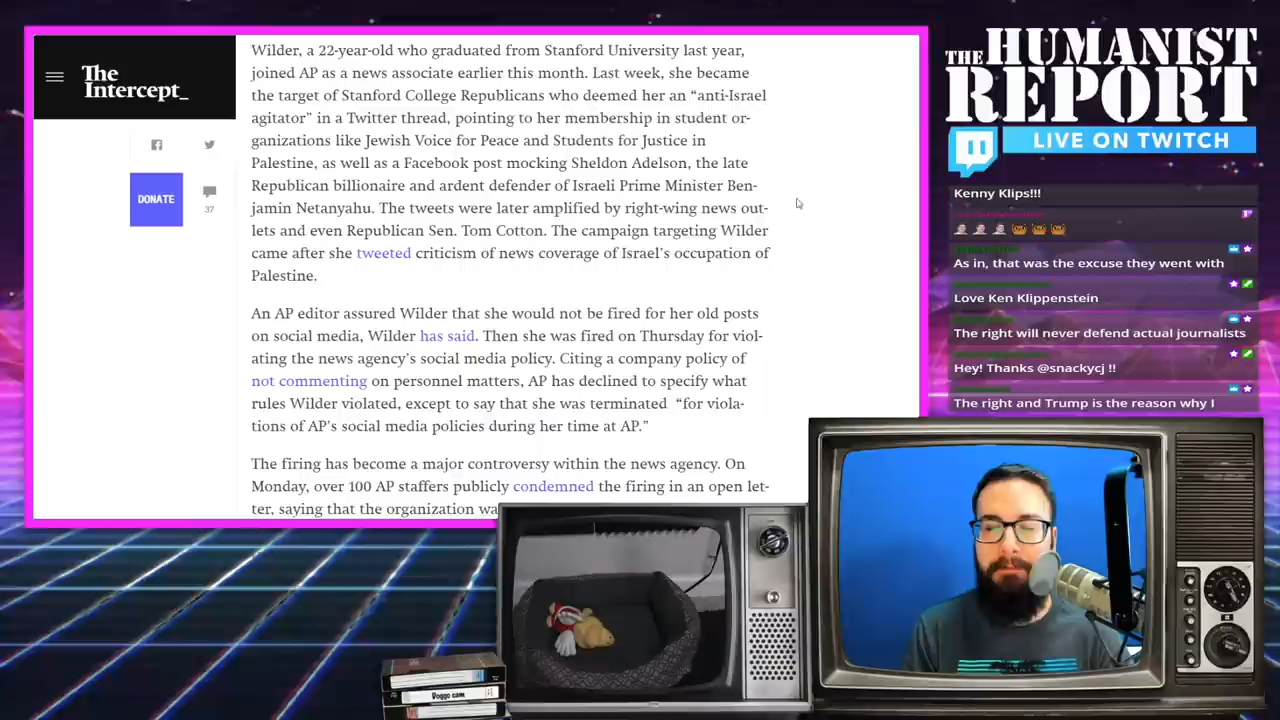 The
Intercept_
DONATE
37
Wilder, a 22-year-old who graduated from Stanford University last year,
joined AP as a news associate earlier this month. Last week, she became
the target of Stanford College Republicans who deemed her an “anti-Israel
agitator” in a Twitter thread, pointing to her membership in student or-
ganizations like Jewish Voice for Peace and Students for Justice in
Palestine, as well as a Facebook post mocking Sheldon Adelson, the late
Republican billionaire and ardent defender of Israeli Prime Minister Ben-
jamin Netanyahu. The tweets were later amplified by right-wing news out-
lets and even Republican Sen. Tom Cotton. The campaign targeting Wilder
came after she tweeted criticism of news coverage of Israel’s occupation of
Palestine.
An AP editor assured Wilder that she would not be fired for her old posts
on social media, Wilder has said. Then she was fired on Thursday for viol-
ating the news agency’s social media policy. Citing a company policy of
not commenting on personnel matters, AP has declined to specify what
rules Wilder violated, except to say that she was terminated “for viola-
tions of AP’s social media policies during her time at AP.”
The firing has become a major controversy within the news agency. On
Monday, over 100 AP staffers publicly condemned the firing in an open let-
ter, saying that the organization wa
THE HUMANIST
REPORT
LIVE ON TWITCH
Kenny Klips!!!
As in, that was the excuse they went with
Love Ken Klippenstein
The right will never defend actual journalists
Hey! Thanks @snackycj !!
The right and Trump is the reason why I
Doggo cam